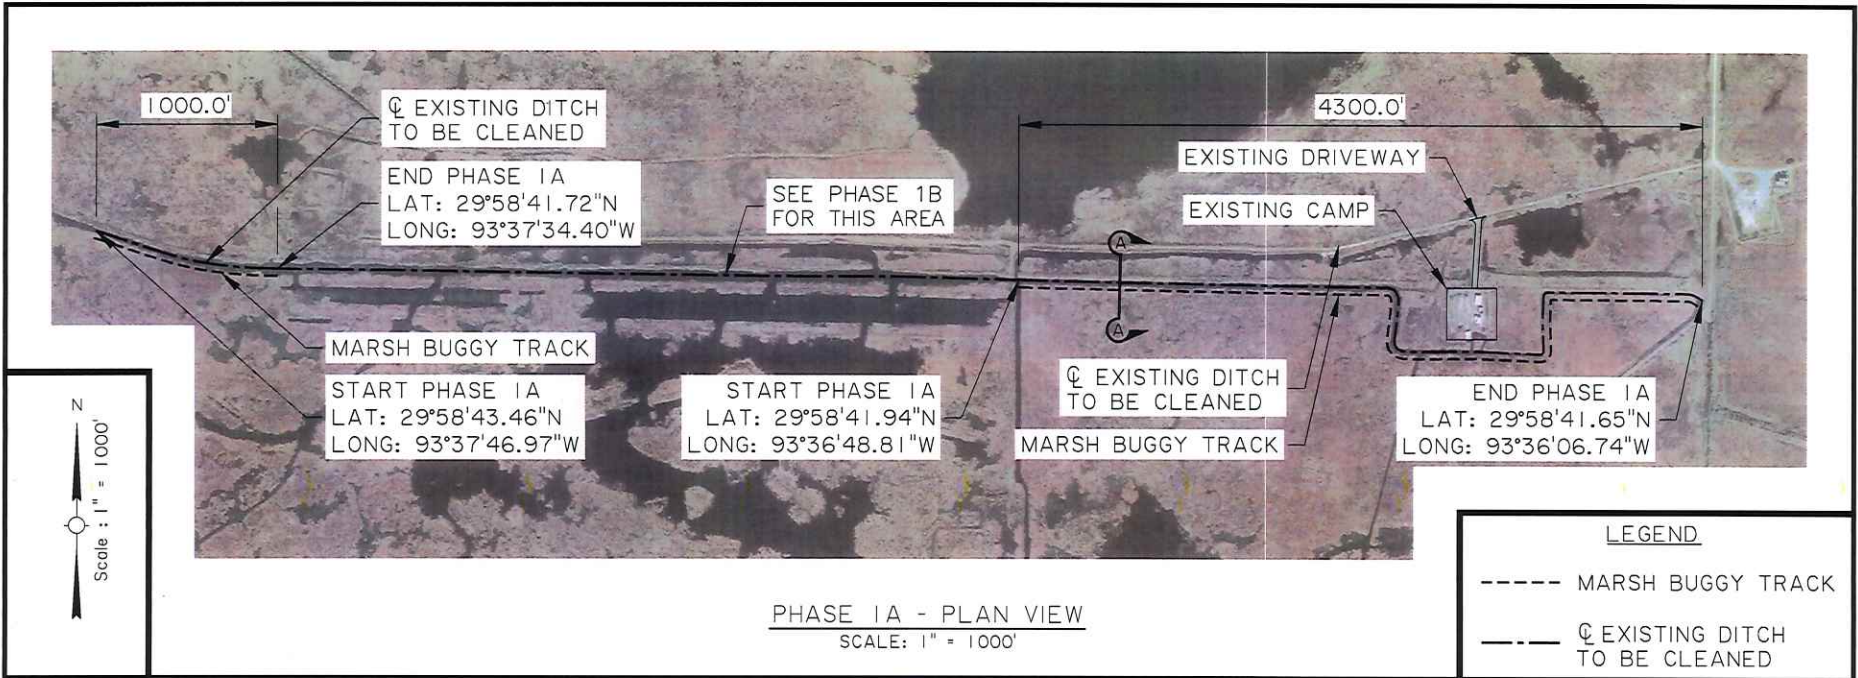 1000.0'
℄ EXISTING DITCH
TO BE CLEANED
END PHASE 1A
LAT: 29°58'41.72"N
LONG: 93°37'34.40"W
SEE PHASE 1B
FOR THIS AREA
4300.0'
EXISTING DRIVEWAY
EXISTING CAMP
A
A
MARSH BUGGY TRACK
START PHASE 1A
LAT: 29°58'43.46"N
LONG: 93°37'46.97"W
START PHASE 1A
LAT: 29°58'41.94"N
LONG: 93°36'48.81"W
℄ EXISTING DITCH
TO BE CLEANED
MARSH BUGGY TRACK
END PHASE 1A
LAT: 29°58'41.65"N
LONG: 93°36'06.74"W
N
Scale : 1" = 1000'
PHASE 1A - PLAN VIEW
SCALE: 1" = 1000'
LEGEND
MARSH BUGGY TRACK
℄ EXISTING DITCH
TO BE CLEANED